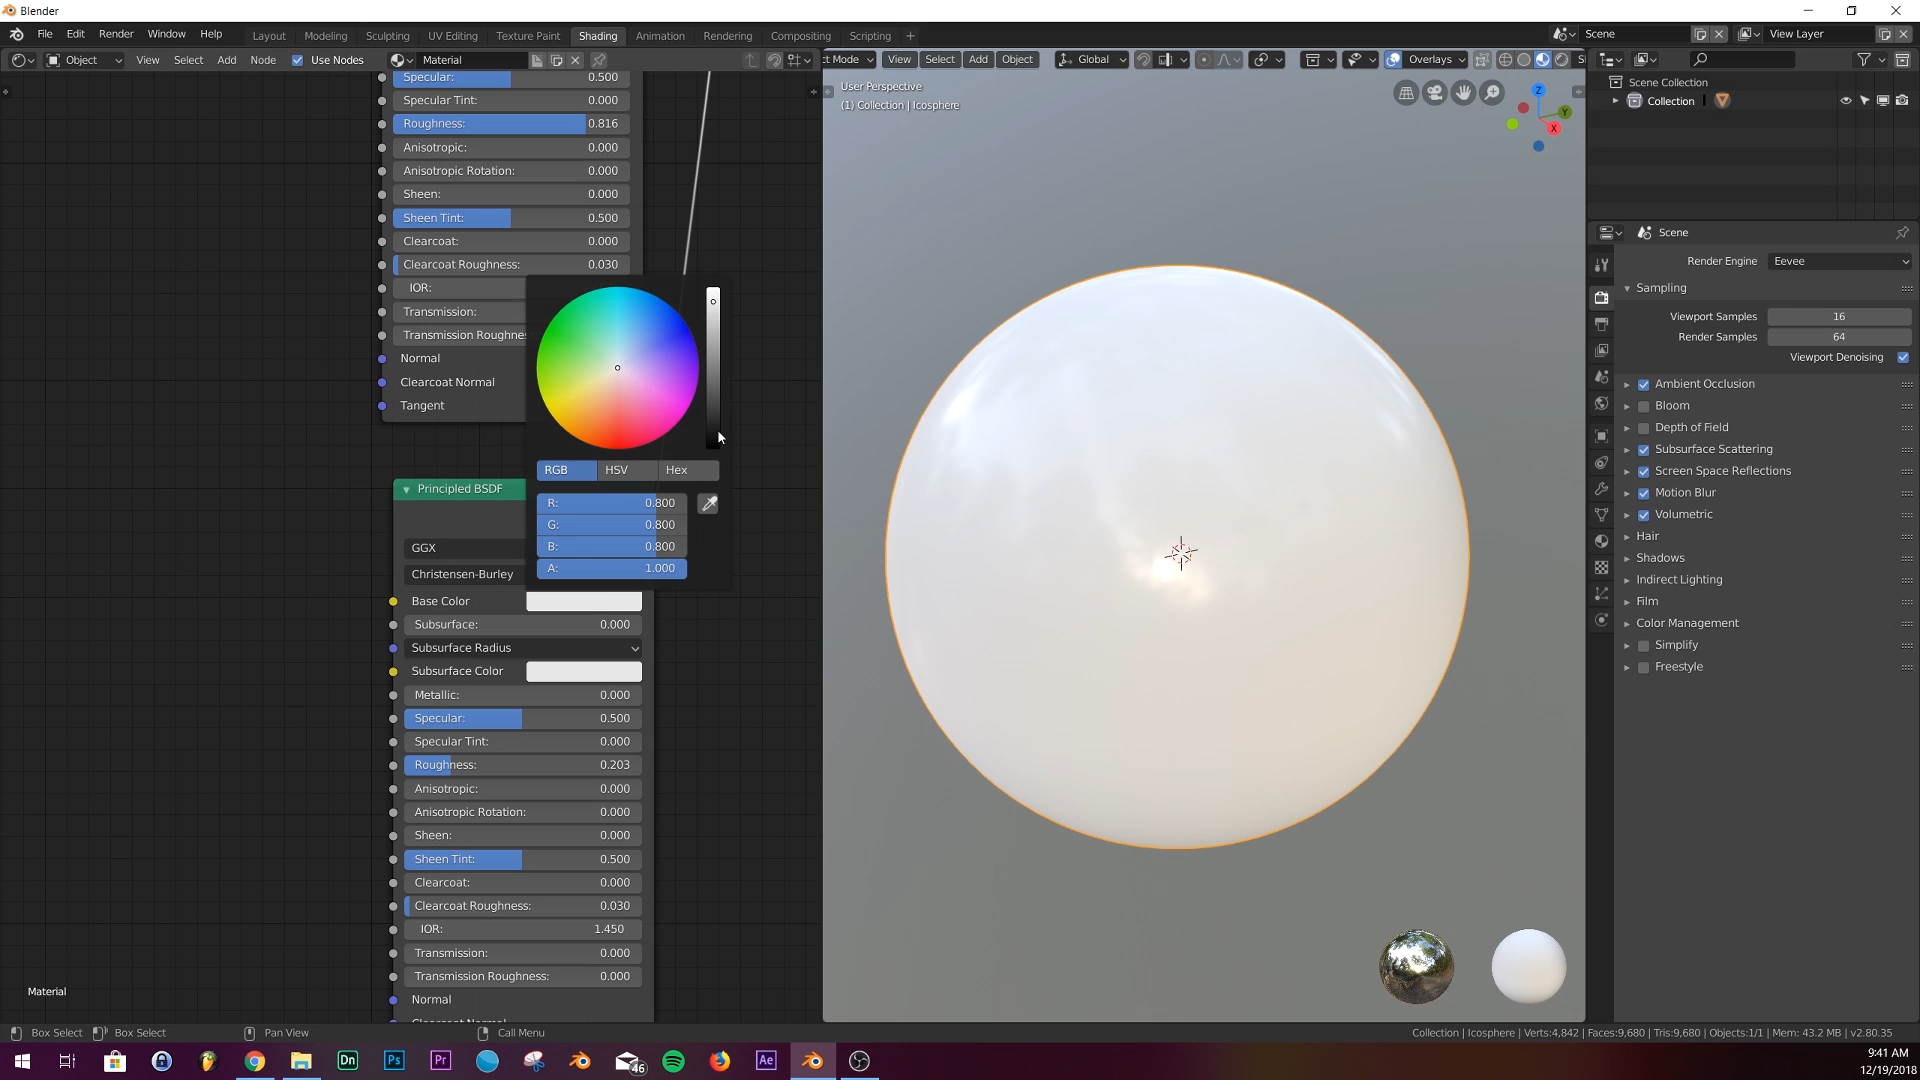 Blender
File Edit Render Window Help Layout Modeling Sculpting UV Editing Texture Paint Shading Animation Rendering Compositing Scripting + Scene View Layer
Object View Select Add Node Use Nodes Material
ct Mode View Select Add Object Global Overlays
Specular: 0.500
Specular Tint: 0.000
Roughness: 0.816
Anisotropic: 0.000
Anisotropic Rotation: 0.000
Sheen: 0.000
Sheen Tint: 0.500
Clearcoat: 0.000
Clearcoat Roughness: 0.030
IOR:
Transmission:
Transmission Roughnes
Normal
Clearcoat Normal
Tangent
RGB HSV Hex
R: 0.800
G: 0.800
B: 0.800
A: 1.000
Principled BSDF
GGX
Christensen-Burley
Base Color
Subsurface: 0.000
Subsurface Radius
Subsurface Color
Metallic: 0.000
Specular: 0.500
Specular Tint: 0.000
Roughness: 0.203
Anisotropic: 0.000
Anisotropic Rotation: 0.000
Sheen: 0.000
Sheen Tint: 0.500
Clearcoat: 0.000
Clearcoat Roughness: 0.030
IOR: 1.450
Transmission: 0.000
Transmission Roughness: 0.000
Normal
Material
User Perspective
(1) Collection | Icosphere
Z
Y
X
Scene Collection
Collection
Scene
Render Engine Eevee
Sampling
Viewport Samples 16
Render Samples 64
Viewport Denoising
Ambient Occlusion
Bloom
Depth of Field
Subsurface Scattering
Screen Space Reflections
Motion Blur
Volumetric
Hair
Shadows
Indirect Lighting
Film
Color Management
Simplify
Freestyle
Box Select Box Select Pan View Call Menu Collection | Icosphere | Verts:4,842 | Faces:9,680 | Tris:9,680 | Objects:1/1 | Mem: 43.2 MB | v2.80.35
Dn Ps Pr 46 Ae
9:41 AM
12/19/2018